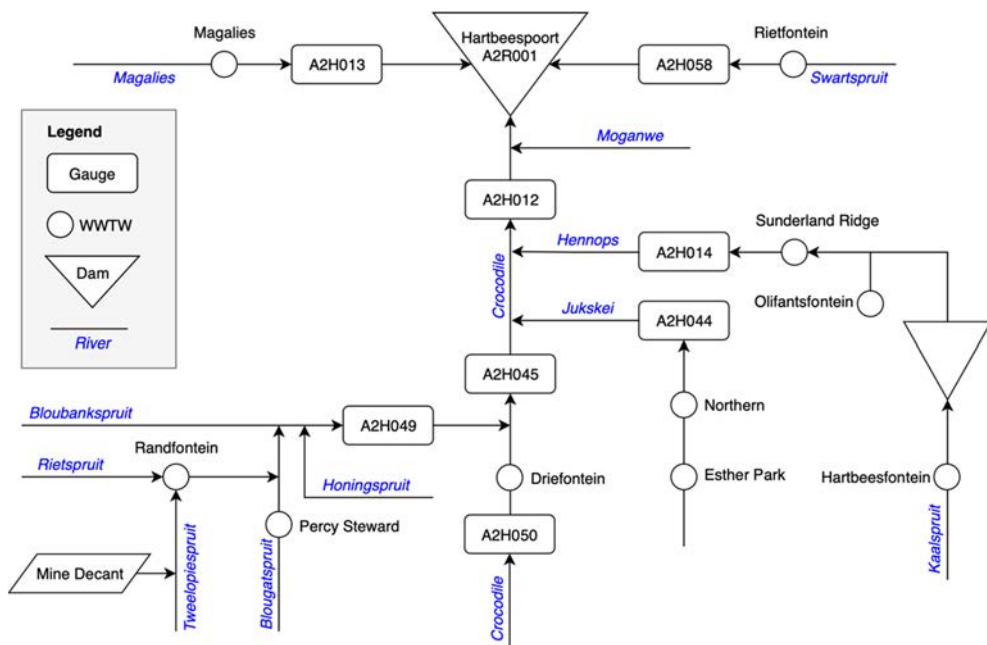 Magalies
Hartbeespoort
A2R001
Rietfontein
A2H013
A2H058
Magalies
Swartspruit
Legend
Gauge
WWTW
Dam
River
Moganwe
A2H012
Sunderland Ridge
Hennops
A2H014
Crocodile
Olifantsfontein
Jukskei
A2H044
A2H045
Northern
Bloubankspruit
A2H049
Randfontein
Rietspruit
Driefontein
Esther Park
Hartbeesfontein
Honingspruit
Percy Steward
A2H050
Mine Decant
Tweelopiespruit
Blougatspruit
Crocodile
Kaalspruit